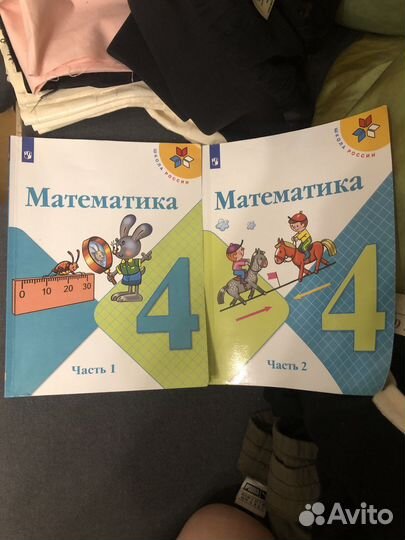 ШКОЛА РОССИИ
Математика
0 10 20 30
4
Часть 1
ШКОЛА РОССИИ
Математика
4
Часть 2
Avito